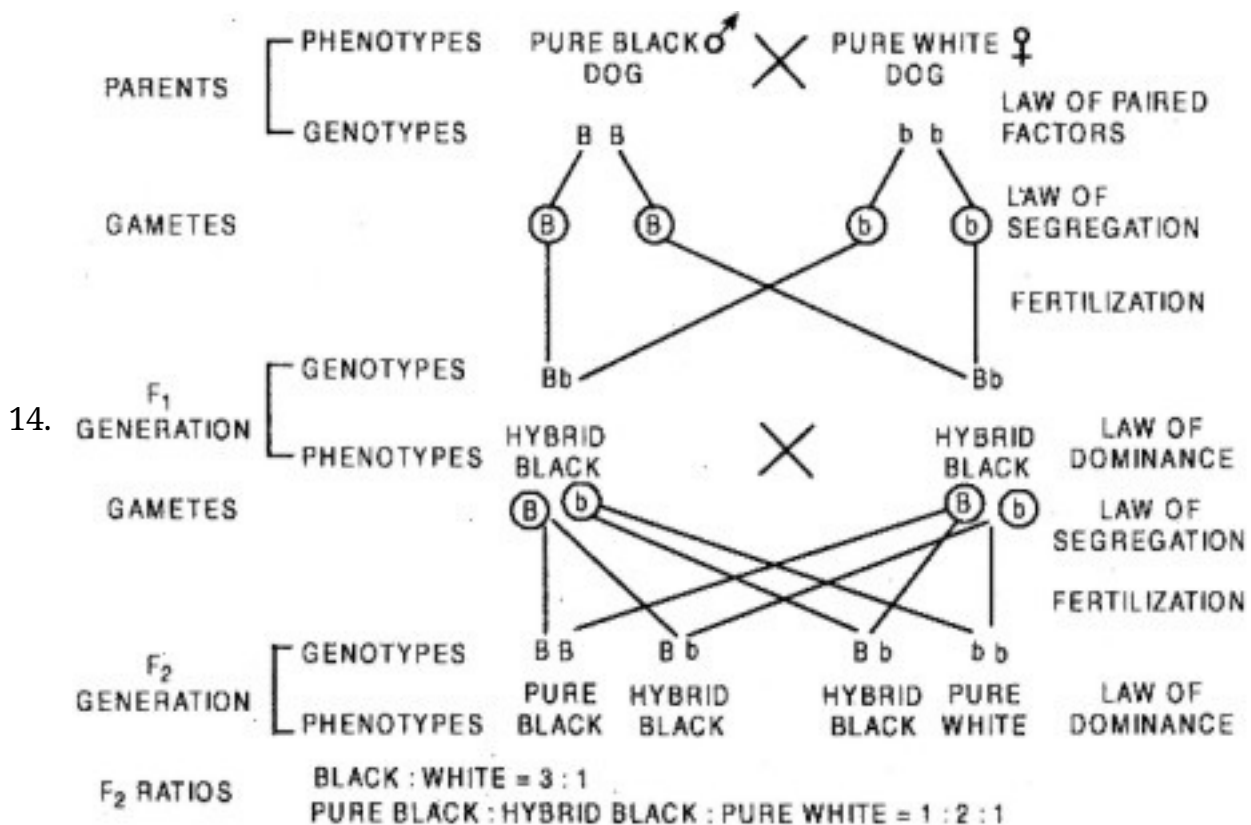 PHENOTYPES PURE BLACK ♂ PURE WHITE ♀
DOG DOG
PARENTS
LAW OF PAIRED
GENOTYPES B B b b FACTORS
LAW OF
GAMETES B B b b SEGREGATION
FERTILIZATION
GENOTYPES Bb Bb
14. F1
GENERATION
HYBRID HYBRID LAW OF
PHENOTYPES BLACK BLACK DOMINANCE
GAMETES B b B b LAW OF
SEGREGATION
FERTILIZATION
GENOTYPES B B B b B b b b
F2
GENERATION
PURE HYBRID HYBRID PURE LAW OF
PHENOTYPES BLACK BLACK BLACK WHITE DOMINANCE
F2 RATIOS
BLACK : WHITE = 3 : 1
PURE BLACK : HYBRID BLACK : PURE WHITE = 1 : 2 : 1